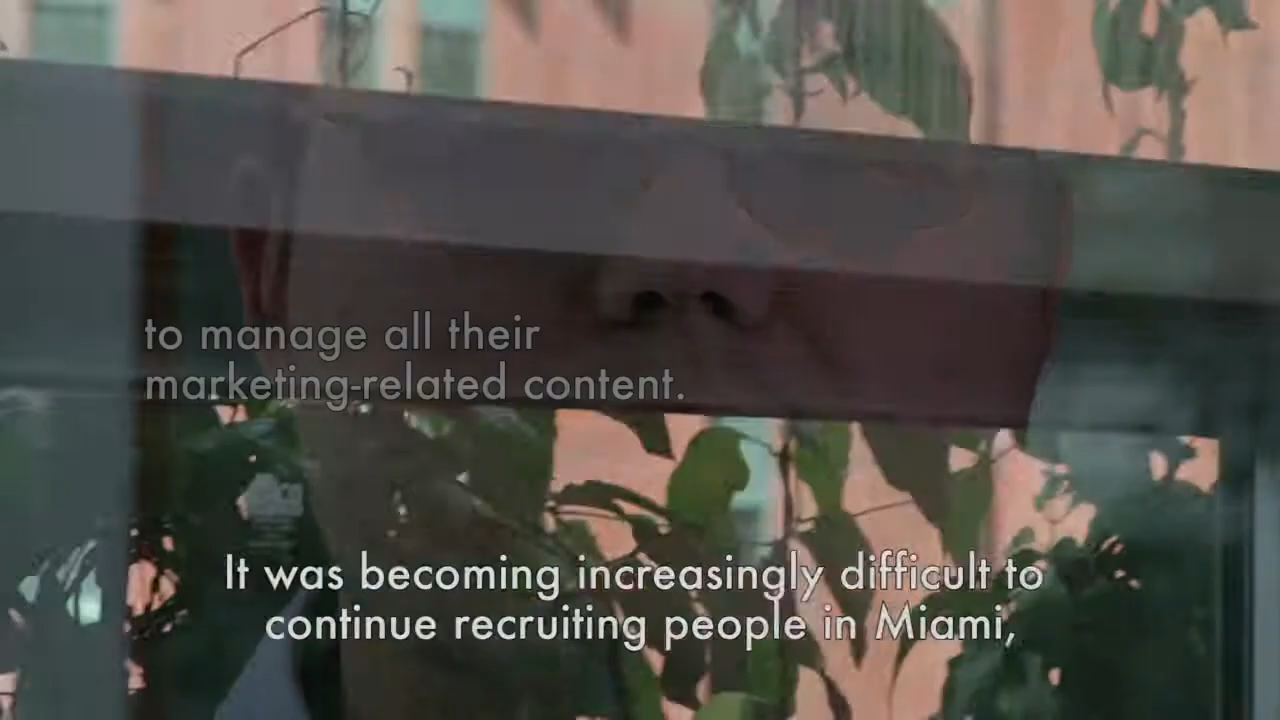 to manage all their
marketing-related content.
It was becoming increasingly difficult to
continue recruiting people in Miami,